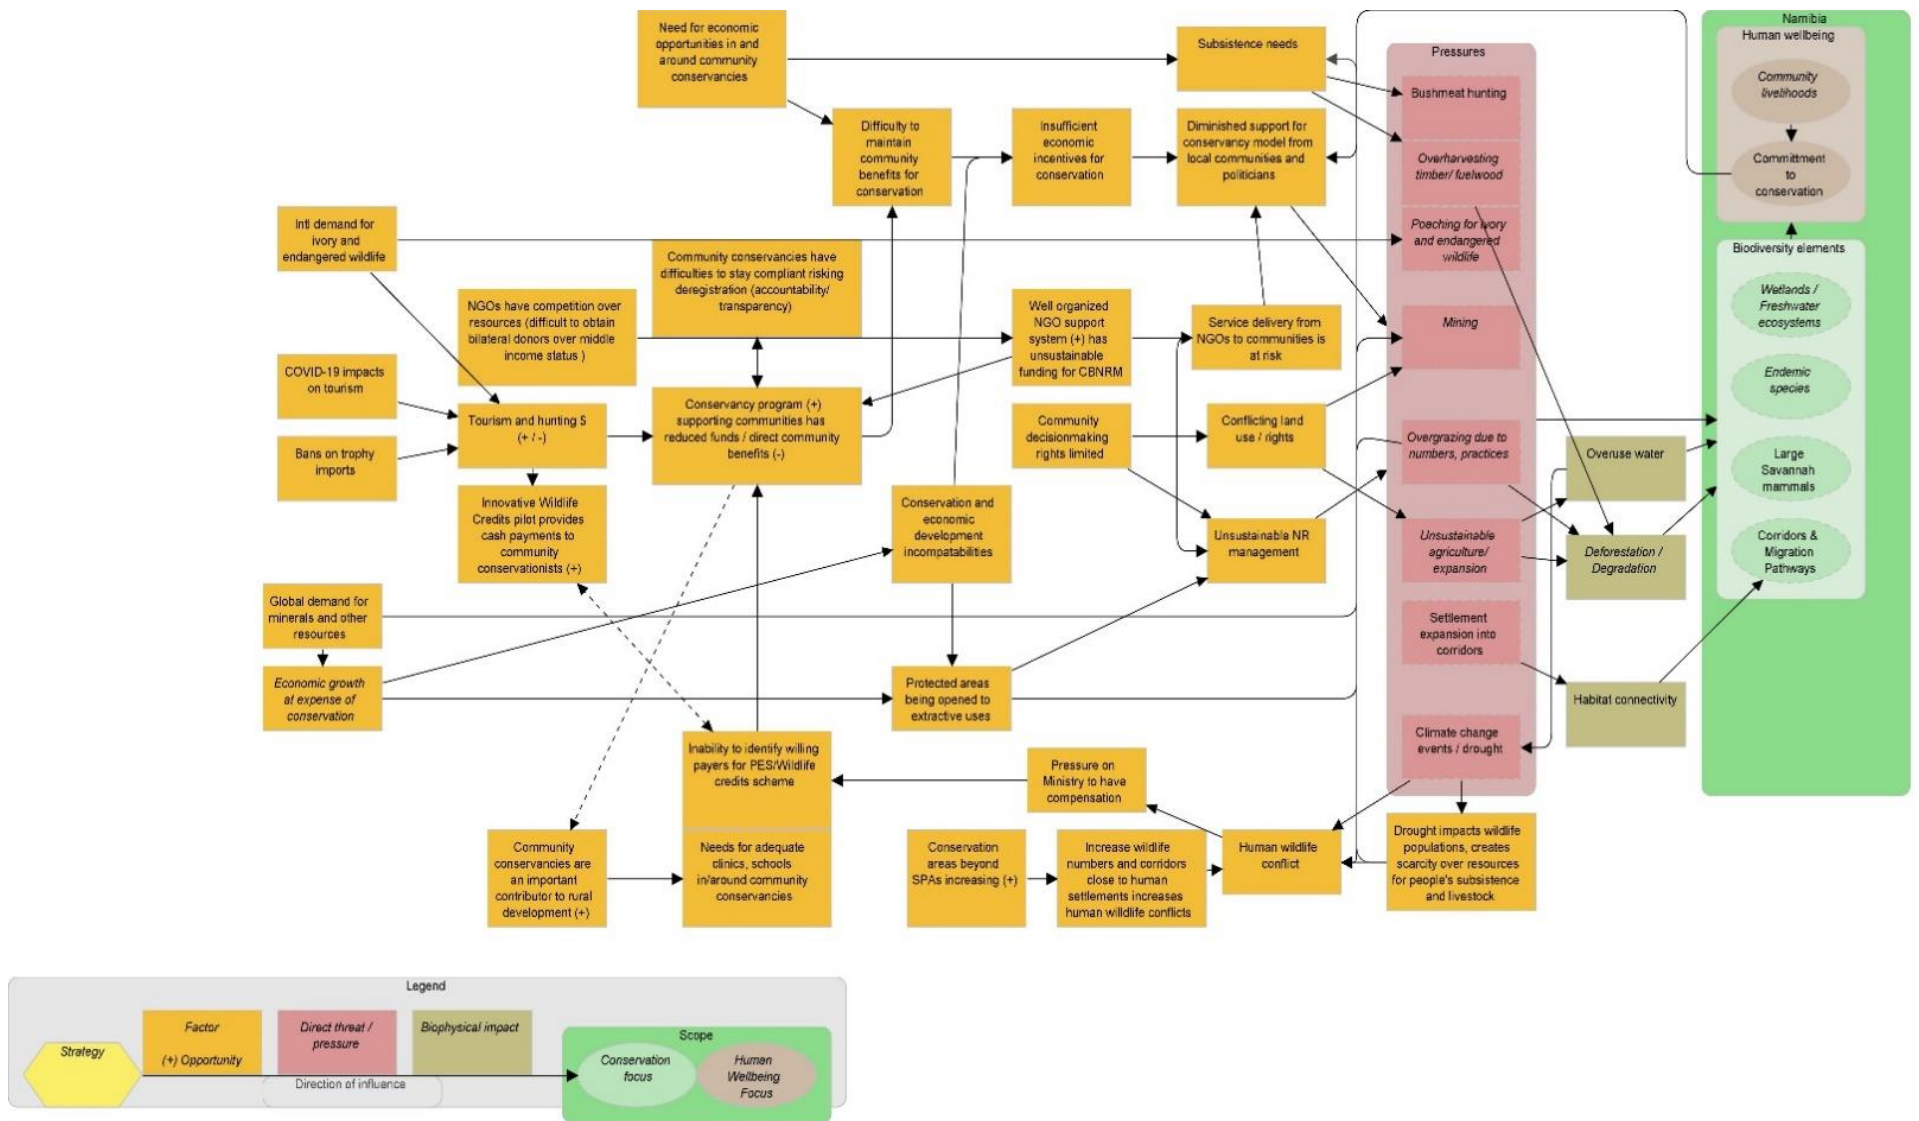 Need for economic
opportunities in and
around community
conservancies
Subsistence needs
Difficulty to
maintain
community
benefits for
conservation
Insufficient
economic
incentives for
conservation
Diminished support for
conservancy model from
local communities and
politicians
Intl demand for
ivory and
endangered wildlife
Community conservancies have
difficulties to stay compliant risking
deregistration (accountability/
transparency)
NGOs have competition over
resources (difficult to obtain
bilateral donors over middle
income status )
Well organized
NGO support
system (+) has
unsustainable
funding for CBNRM
Service delivery from
NGOs to communities is
at risk
COVID-19 impacts
on tourism
Bans on trophy
imports
Tourism and hunting $
(+ / -)
Conservancy program (+)
supporting communities has
reduced funds / direct community
benefits (-)
Community
decisionmaking
rights limited
Conflicting land
use / rights
Innovative Wildlife
Credits pilot provides
cash payments to
community
conservationists (+)
Conservation and
economic
development
incompatabilities
Unsustainable NR
management
Global demand for
minerals and other
resources
Economic growth
at expense of
conservation
Protected areas
being opened to
extractive uses
Inability to identify willing
payers for PES/Wildlife
credits scheme
Pressure on
Ministry to have
compensation
Community
conservancies are
an important
contributor to rural
development (+)
Needs for adequate
clinics, schools
in/around community
conservancies
Conservation
areas beyond
SPAs increasing (+)
Increase wildlife
numbers and corridors
close to human
settlements increases
human willdlife conflicts
Human wildlife
conflict
Drought impacts wildlife
populations, creates
scarcity over resources
for people's subsistence
and livestock
Pressures
Bushmeat hunting
Overharvesting
timber/ fuelwood
Poaching for ivory
and endangered
wildlife
Mining
Overgrazing due to
numbers, practices
Unsustainable
agriculture/
expansion
Settlement
expansion into
corridors
Climate change
events / drought
Overuse water
Deforestation /
Degradation
Habitat connectivity
Namibia
Human wellbeing
Community
livelihoods
Committment
to
conservation
Biodiversity elements
Wetlands /
Freshwater
ecosystems
Endemic
species
Large
Savannah
mammals
Corridors &
Migration
Pathways
Legend
Strategy
Factor
(+) Opportunity
Direct threat /
pressure
Biophysical impact
Direction of influence
Scope
Conservation
focus
Human
Wellbeing
Focus